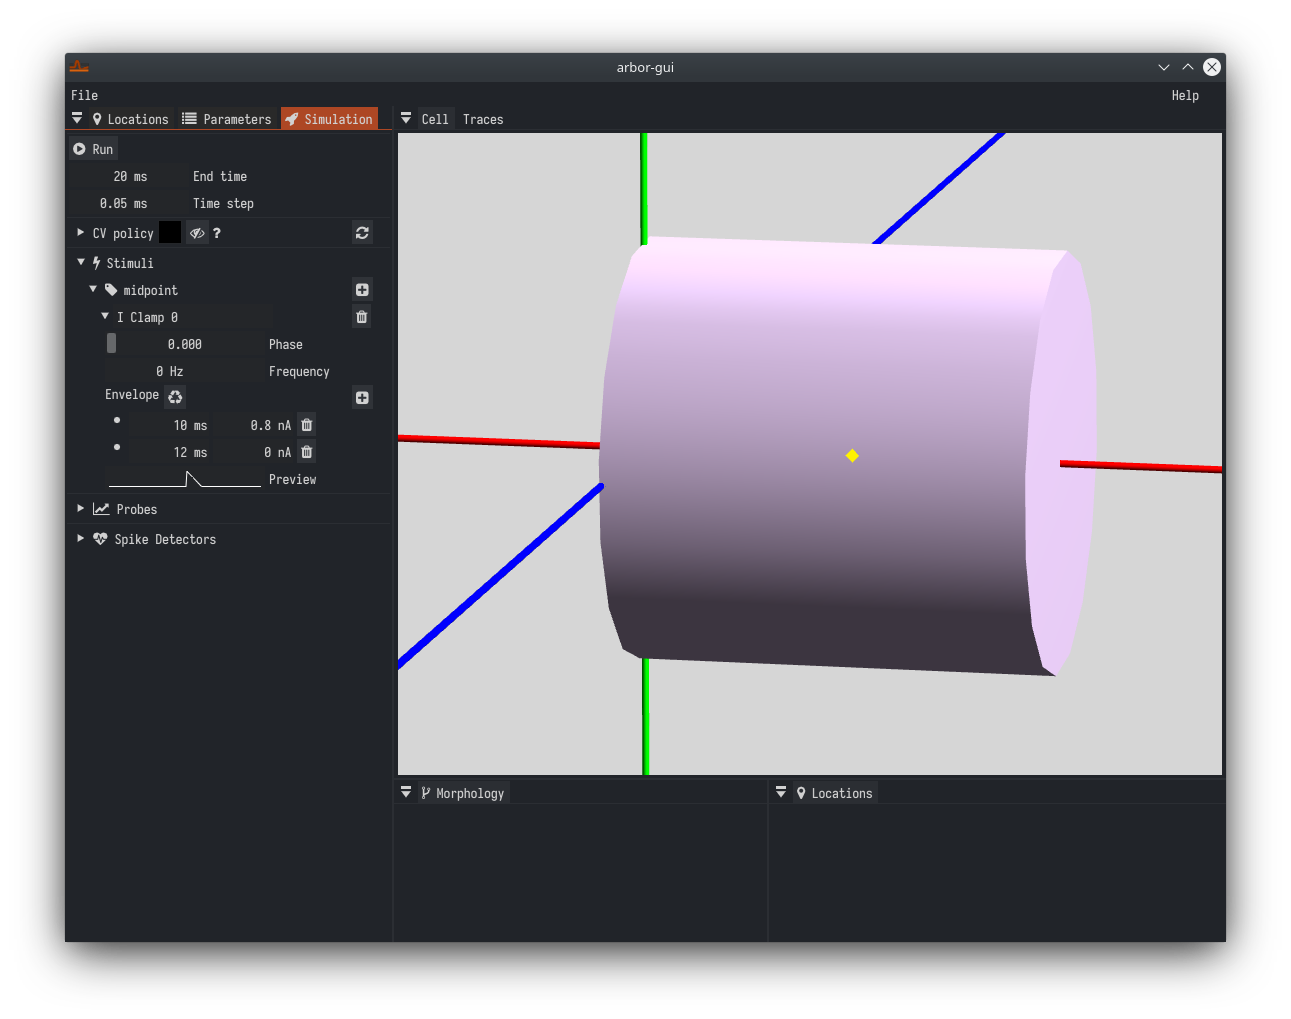 arbor-gui
File Help
Locations Parameters Simulation Cell Traces
Run
20 ms End time
0.05 ms Time step
CV policy ?
Stimuli
midpoint
I Clamp 0
0.000 Phase
0 Hz Frequency
Envelope
10 ms 0.8 nA
12 ms 0 nA
Preview
Probes
Spike Detectors
Morphology Locations